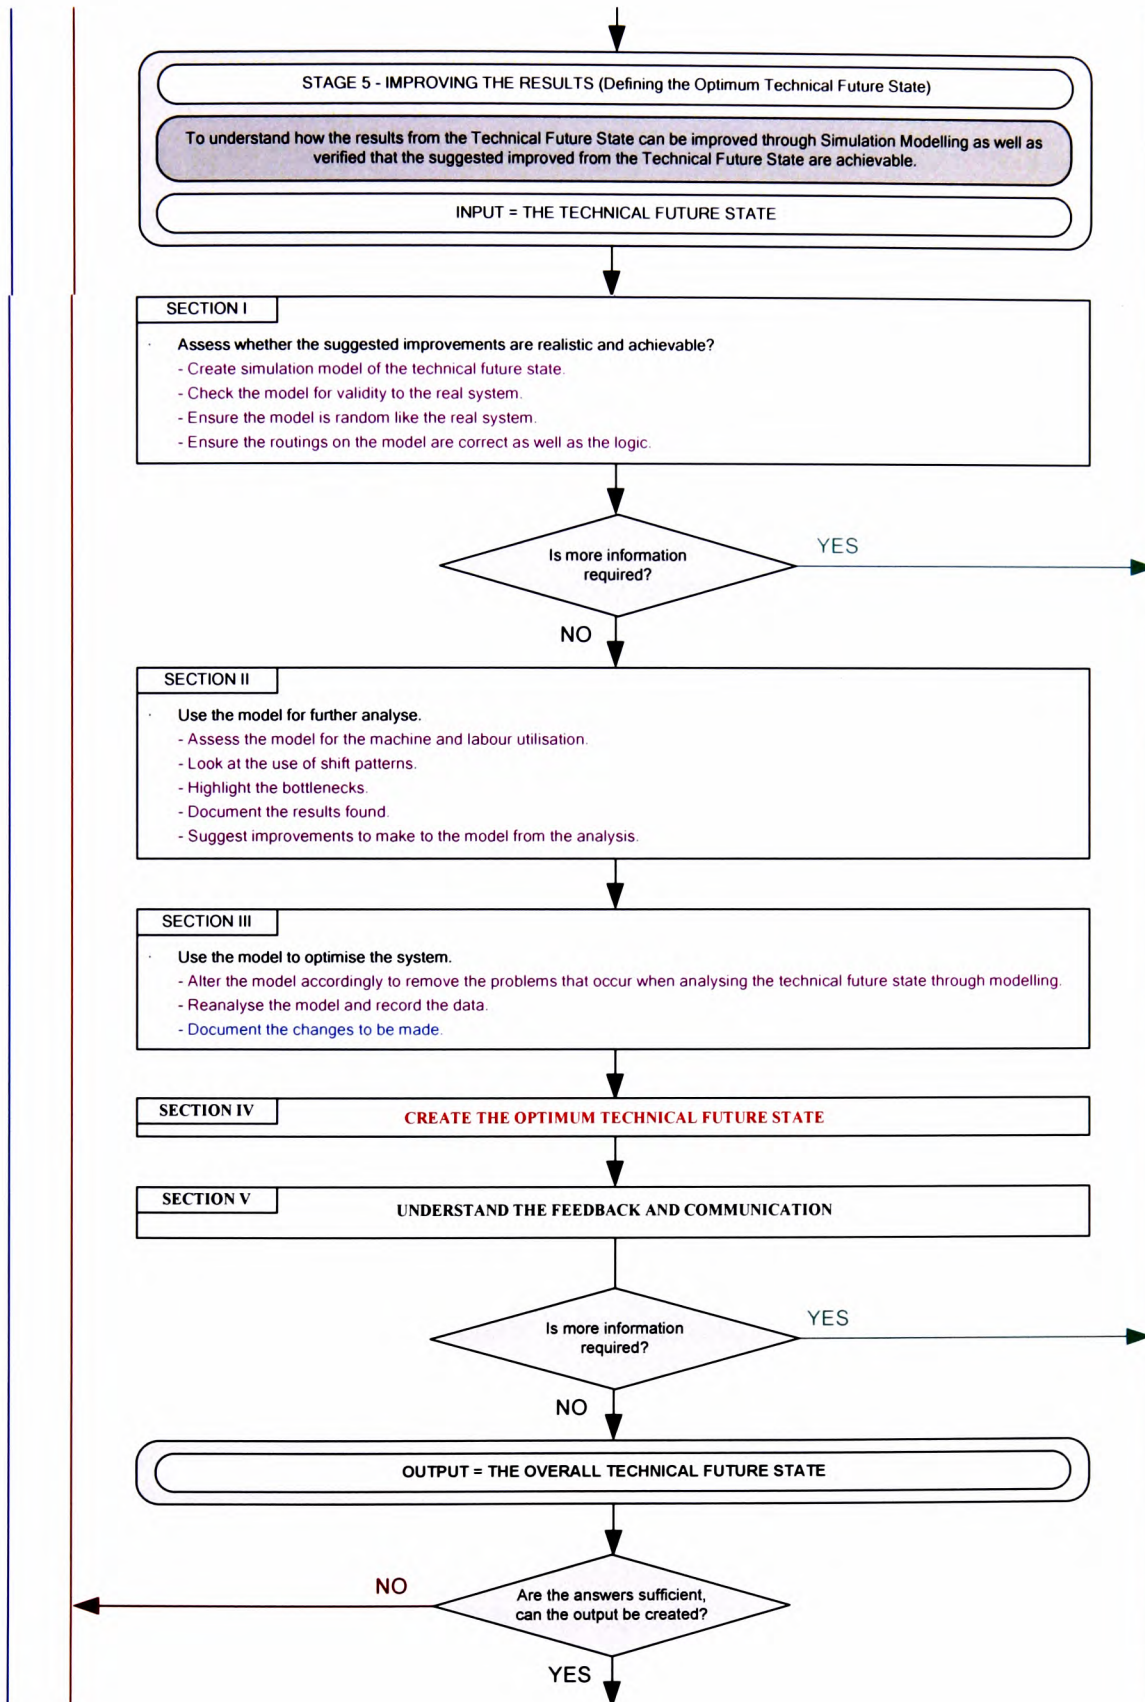 STAGE 5 - IMPROVING THE RESULTS (Defining the Optimum Technical Future State)
To understand how the results from the Technical Future State can be improved through Simulation Modelling as well as
verified that the suggested improved from the Technical Future State are achievable.
INPUT = THE TECHNICAL FUTURE STATE
SECTION I
· Assess whether the suggested improvements are realistic and achievable?
- Create simulation model of the technical future state.
- Check the model for validity to the real system.
- Ensure the model is random like the real system.
- Ensure the routings on the model are correct as well as the logic.
Is more information
required?
YES
NO
SECTION II
· Use the model for further analyse.
- Assess the model for the machine and labour utilisation.
- Look at the use of shift patterns.
- Highlight the bottlenecks.
- Document the results found.
- Suggest improvements to make to the model from the analysis.
SECTION III
· Use the model to optimise the system.
- Alter the model accordingly to remove the problems that occur when analysing the technical future state through modelling.
- Reanalyse the model and record the data.
- Document the changes to be made.
SECTION IV
CREATE THE OPTIMUM TECHNICAL FUTURE STATE
SECTION V
UNDERSTAND THE FEEDBACK AND COMMUNICATION
Is more information
required?
YES
NO
OUTPUT = THE OVERALL TECHNICAL FUTURE STATE
Are the answers sufficient,
can the output be created?
NO
YES